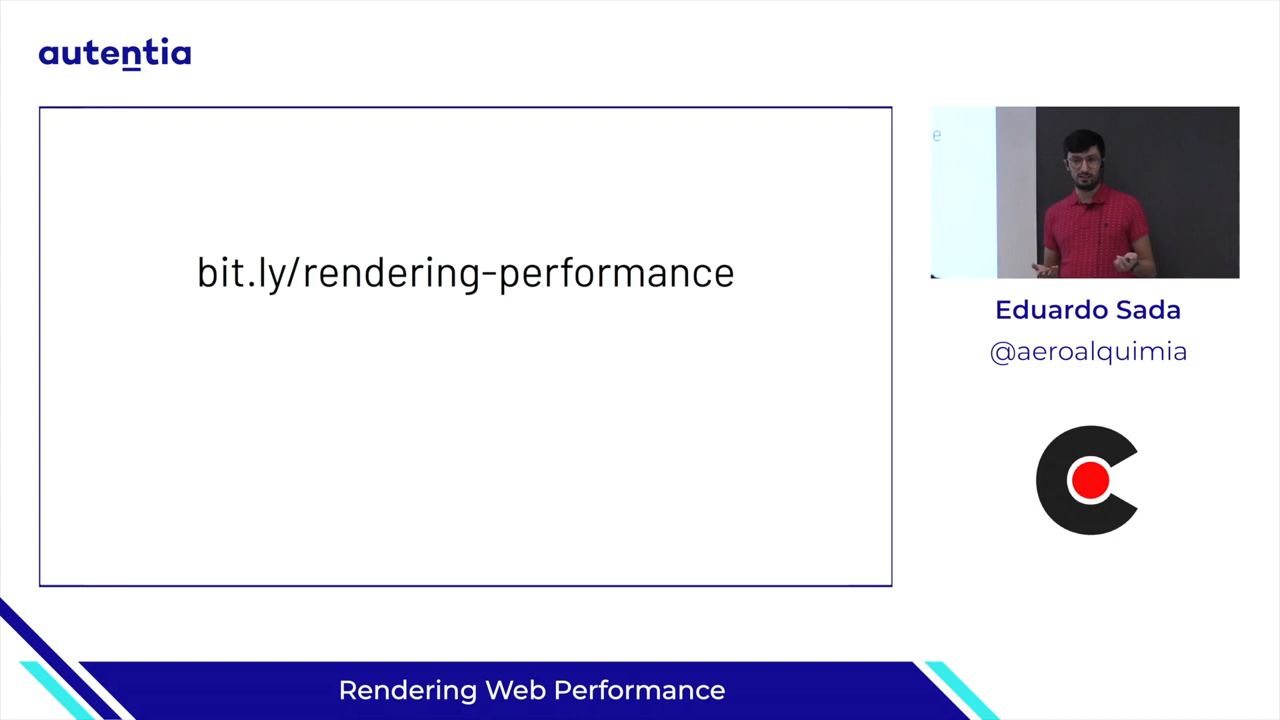 autentia
bit.ly/rendering-performance
e
Eduardo Sada
@aeroalquimia
Rendering Web Performance